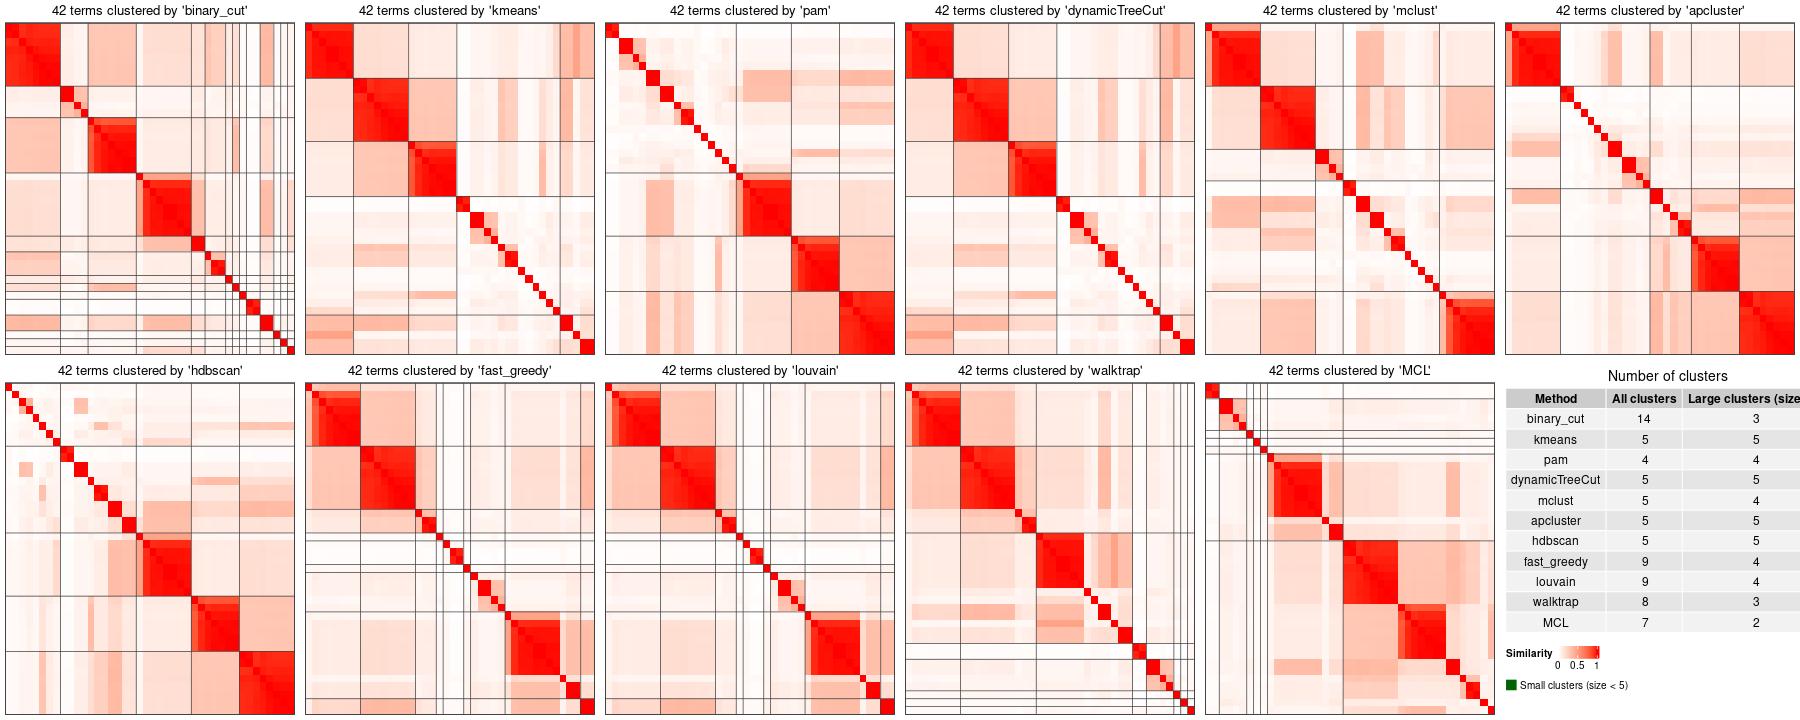 42 terms clustered by 'binary_cut'
42 terms clustered by 'kmeans'
42 terms clustered by 'pam'
42 terms clustered by 'dynamicTreeCut'
42 terms clustered by 'mclust'
42 terms clustered by 'apcluster'
42 terms clustered by 'hdbscan'
42 terms clustered by 'fast_greedy'
42 terms clustered by 'louvain'
42 terms clustered by 'walktrap'
42 terms clustered by 'MCL'
Number of clusters
Method All clusters Large clusters (size
binary_cut 14 3
kmeans 5 5
pam 4 4
dynamicTreeCut 5 5
mclust 5 4
apcluster 5 5
hdbscan 5 5
fast_greedy 9 4
louvain 9 4
walktrap 8 3
MCL 7 2
Similarity
0 0.5 1
Small clusters (size < 5)